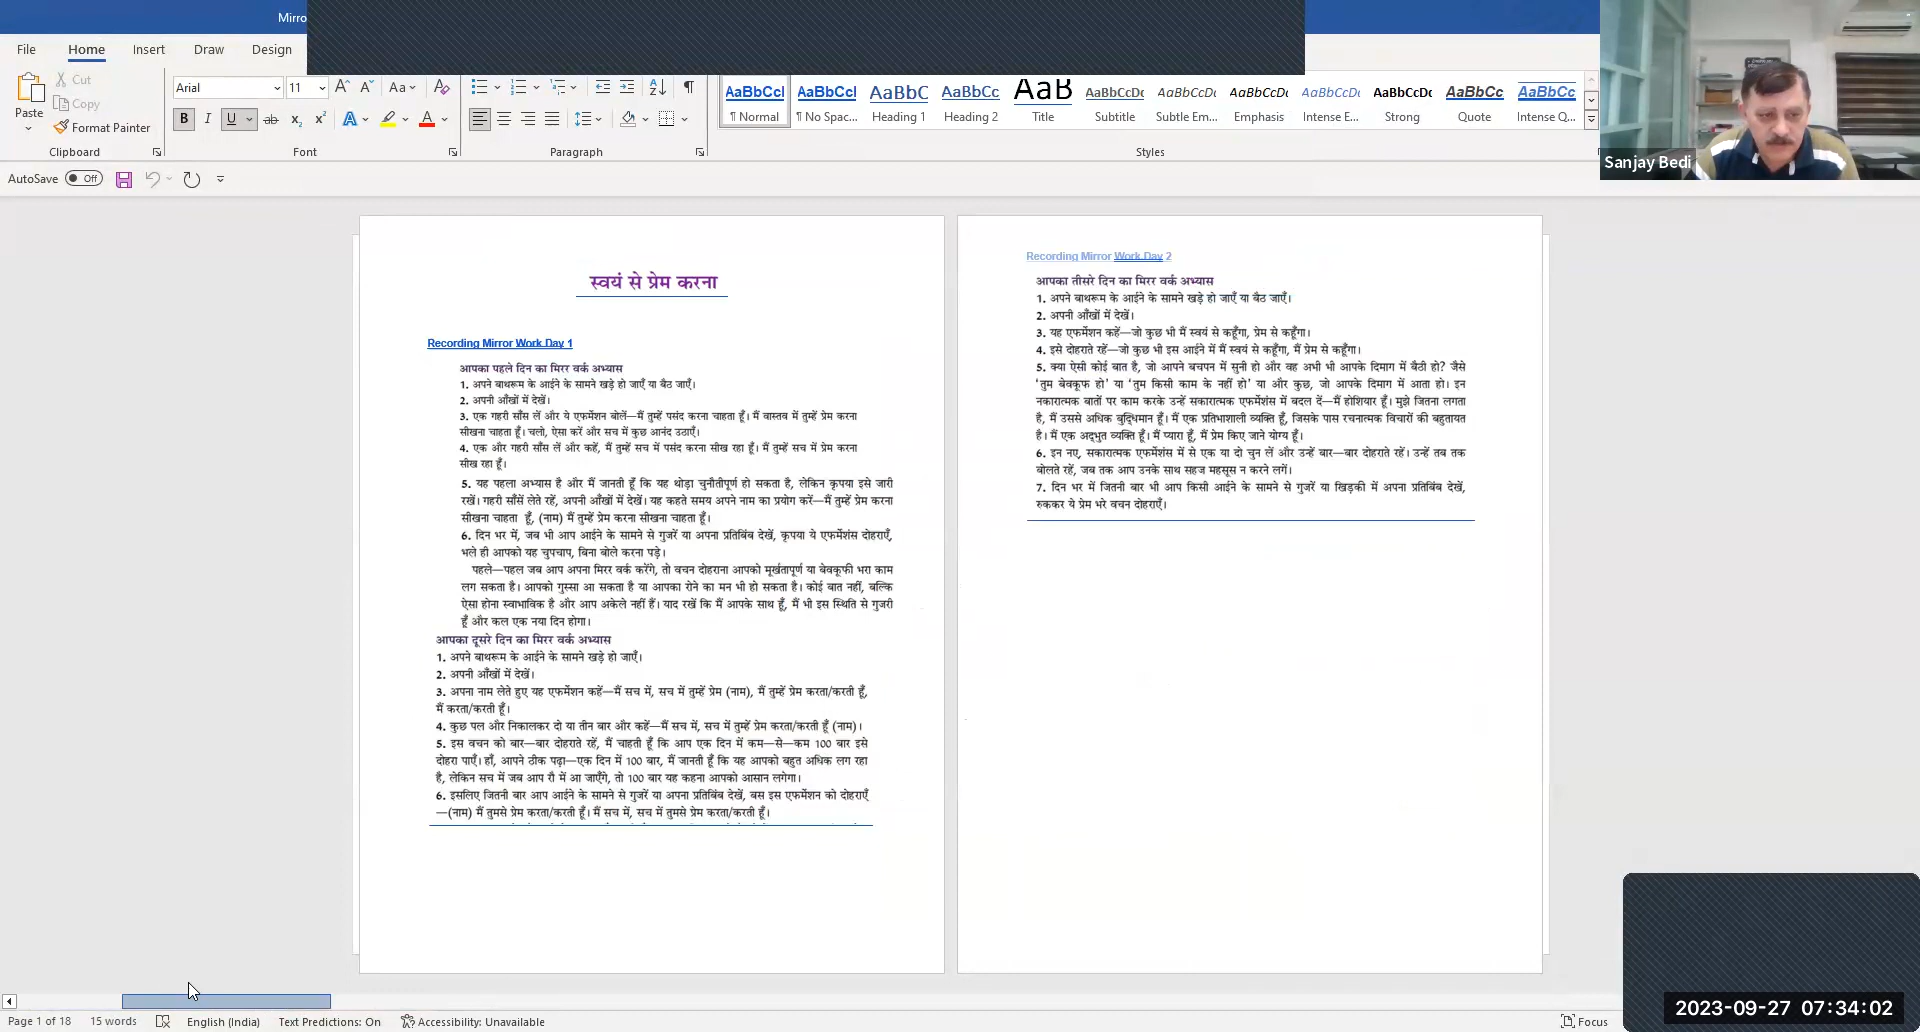 Mirro
File
Home
Insert
Draw
Design
Paste
Cut
Copy
Format Painter
Clipboard
Arial
11
Font
Paragraph
AaBbCcl
¶ Normal
AaBbCcl
¶ No Spac...
AaBbC
Heading 1
AaBbCc
Heading 2
AaB
Title
AaBbCcDc
Subtitle
AaBbCcDc
Subtle Em...
AaBbCcDc
Emphasis
AaBbCcDc
Intense E...
AaBbCcDc
Strong
AaBbCc
Quote
AaBbCc
Intense Q...
Styles
Sanjay Bedi
AutoSave
Off
स्वयं से प्रेम करना
Recording Mirror Work Day 1
आपका पहले दिन का मिरर वर्क अभ्यास
1. अपने बाथरूम के आईने के सामने खड़े हो जाएँ या बैठ जाएँ।
2. अपनी आँखों में देखें।
3. एक गहरी साँस लें और ये एफर्मेशन बोलें—मैं तुम्हें पसंद करना चाहता हूँ। मैं वास्तव में तुम्हें प्रेम करना
सीखना चाहता हूँ। चलो, ऐसा करें और सच में कुछ आनंद उठाएँ।
4. एक और गहरी साँस लें और कहें, मैं तुम्हें सच में पसंद करना सीख रहा हूँ। मैं तुम्हें सच में प्रेम करना
सीख रहा हूँ।
5. यह पहला अभ्यास है और मैं जानती हूँ कि यह थोड़ा चुनौतीपूर्ण हो सकता है, लेकिन कृपया इसे जारी
रखें। गहरी साँसें लेते रहें, अपनी आँखों में देखें। यह कहते समय अपने नाम का प्रयोग करें—मैं तुम्हें प्रेम करना
सीखना चाहता हूँ, (नाम) मैं तुम्हें प्रेम करना सीखना चाहता हूँ।
6. दिन भर में, जब भी आप आईने के सामने से गुजरें या अपना प्रतिबिंब देखें, कृपया ये एफर्मेशंस दोहराएँ,
भले ही आपको यह चुपचाप, बिना बोले करना पड़े।
पहले—पहल जब आप अपना मिरर वर्क करेंगे, तो वचन दोहराना आपको मूर्खतापूर्ण या बेवकूफी भरा काम
लग सकता है। आपको गुस्सा आ सकता है या आपका रोने का मन भी हो सकता है। कोई बात नहीं, बल्कि
ऐसा होना स्वाभाविक है और आप अकेले नहीं हैं। याद रखें कि मैं आपके साथ हूँ, मैं भी इस स्थिति से गुजरी
हूँ और कल एक नया दिन होगा।
आपका दूसरे दिन का मिरर वर्क अभ्यास
1. अपने बाथरूम के आईने के सामने खड़े हो जाएँ।
2. अपनी आँखों में देखें।
3. अपना नाम लेते हुए यह एफर्मेशन कहें—मैं सच में, सच में तुम्हें प्रेम (नाम), मैं तुम्हें प्रेम करता/करती हूँ,
मैं करता/करती हूँ।
4. कुछ पल और निकालकर दो या तीन बार और कहें—मैं सच में, सच में तुम्हें प्रेम करता/करती हूँ (नाम)।
5. इस वचन को बार—बार दोहराते रहें, मैं चाहती हूँ कि आप एक दिन में कम—से—कम 100 बार इसे
दोहरा पाएँ। हाँ, आपने ठीक पढ़ा—एक दिन में 100 बार, मैं जानती हूँ कि यह आपको बहुत अधिक लग रहा
है, लेकिन सच में जब आप रौ में आ जाएँगे, तो 100 बार यह कहना आपको आसान लगेगा।
6. इसलिए जितनी बार आप आईने के सामने से गुजरें या अपना प्रतिबिंब देखें, बस इस एफर्मेशन को दोहराएँ
—(नाम) मैं तुमसे प्रेम करता/करती हूँ। मैं सच में, सच में तुमसे प्रेम करता/करती हूँ।
Recording Mirror Work Day 2
आपका तीसरे दिन का मिरर वर्क अभ्यास
1. अपने बाथरूम के आईने के सामने खड़े हो जाएँ या बैठ जाएँ।
2. अपनी आँखों में देखें।
3. यह एफर्मेशन कहें—जो कुछ भी मैं स्वयं से कहूँगा, प्रेम से कहूँगा।
4. इसे दोहराते रहें—जो कुछ भी इस आईने में मैं स्वयं से कहूँगा, मैं प्रेम से कहूँगा।
5. क्या ऐसी कोई बात है, जो आपने बचपन में सुनी हो और वह अभी भी आपके दिमाग में बैठी हो? जैसे
'तुम बेवकूफ हो' या 'तुम किसी काम के नहीं हो' या और कुछ, जो आपके दिमाग में आता हो। इन
नकारात्मक बातों पर काम करके उन्हें सकारात्मक एफर्मेशंस में बदल दें—मैं होशियार हूँ। मुझे जितना लगता
है, मैं उससे अधिक बुद्धिमान हूँ। मैं एक प्रतिभाशाली व्यक्ति हूँ, जिसके पास रचनात्मक विचारों की बहुतायत
है। मैं एक अद्भुत व्यक्ति हूँ। मैं प्यारा हूँ, मैं प्रेम किए जाने योग्य हूँ।
6. इन नए, सकारात्मक एफर्मेशंस में से एक या दो चुन लें और उन्हें बार—बार दोहराते रहें। उन्हें तब तक
बोलते रहें, जब तक आप उनके साथ सहज महसूस न करने लगें।
7. दिन भर में जितनी बार भी आप किसी आईने के सामने से गुजरें या खिड़की में अपना प्रतिबिंब देखें,
रुककर ये प्रेम भरे वचन दोहराएँ।
Page 1 of 18
15 words
English (India)
Text Predictions: On
Accessibility: Unavailable
Focus
2023-09-27 07:34:02